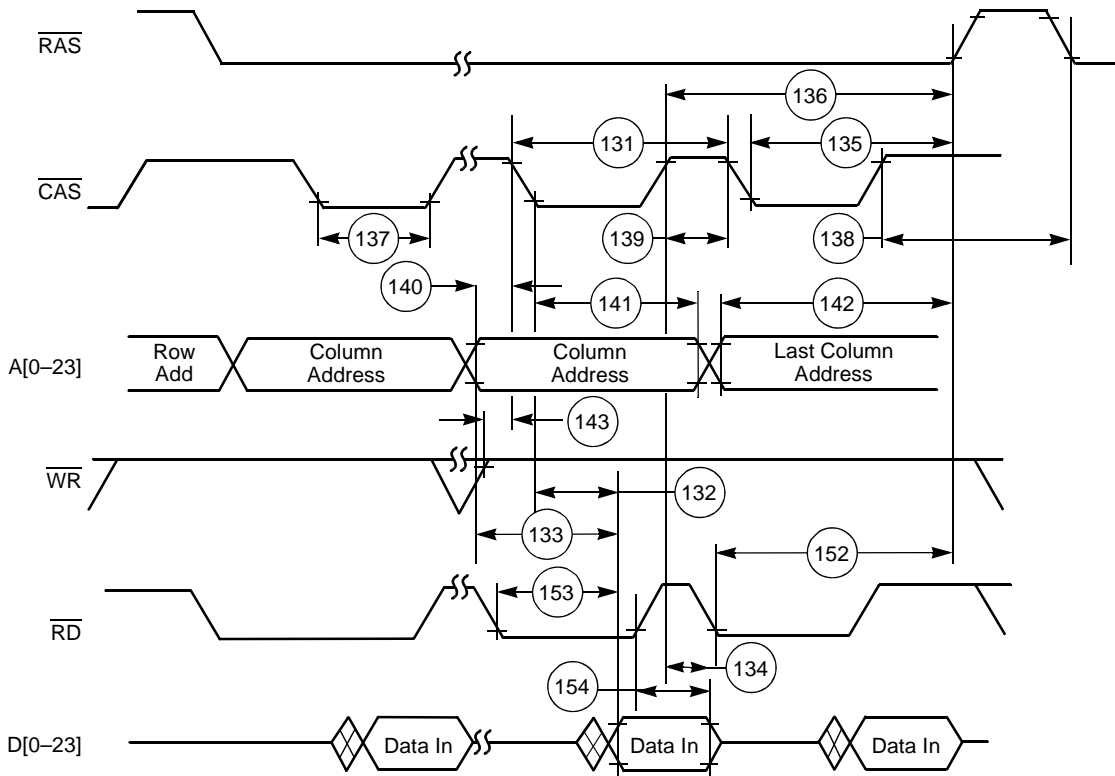 RAS
136
131
135
CAS
137
139
138
140
141
142
A[0–23]
Row
Add
Column
Address
Column
Address
Last Column
Address
143
WR
132
133
152
153
RD
134
154
D[0–23]
Data In
Data In
Data In